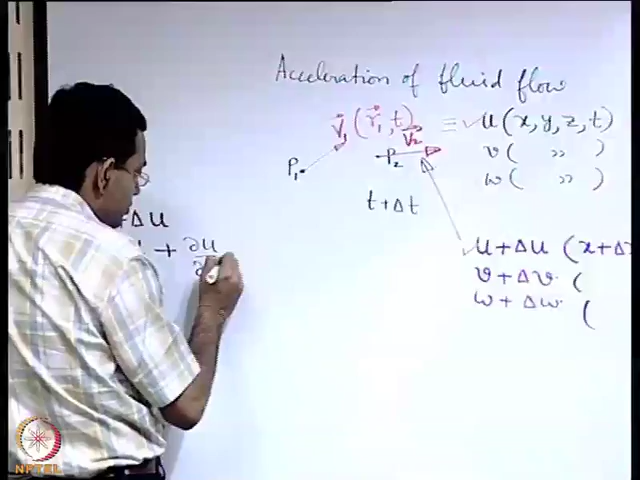 Acceleration of fluid flow
V⃗₁ (r⃗₁, t) ≡ ✓ u (x, y, z, t)
V⃗₂
P₁
P₂
v ( ,, )
w ( ,, )
t + Δt
✓ u + Δu (x + Δ
v + Δv (
w + Δw (
+ Δu
+ ∂u
∂
NPTEL